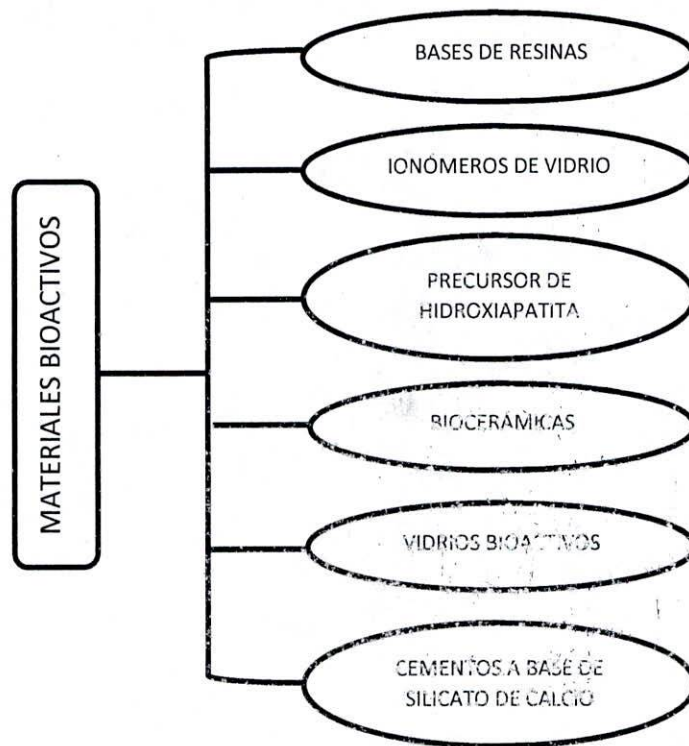 MATERIALES BIOACTIVOS
BASES DE RESINAS
IONÓMEROS DE VIDRIO
PRECURSOR DE
HIDROXIAPATITA
BIOCERÁMICAS
VIDRIOS BIOACTIVOS
CEMENTOS A BASE DE
SILICATO DE CALCIO